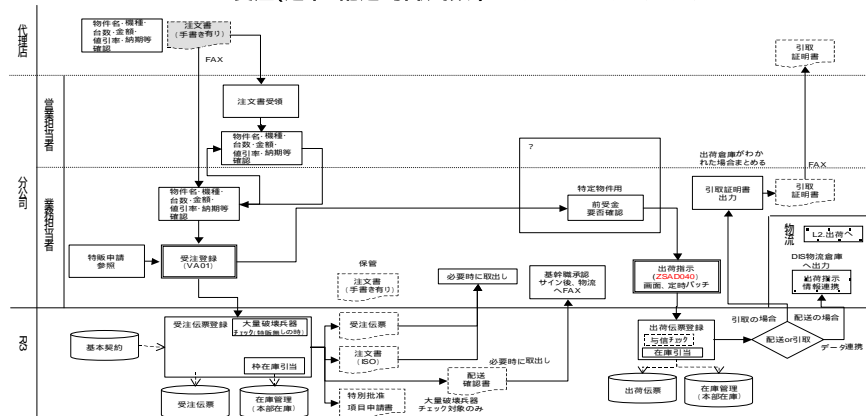 代理店
物件名・機種・
台数・金額・
値引率・納期等
確認
注文書
(手書き有り)
FAX
引取
証明書
営業担当者
注文書受領
物件名・機種・
台数・金額・
値引率・納期等
確認
?
出荷倉庫がわか
れた場合まとめる
FAX
分公司
業務担当者
物件名・機種・
台数・金額・
値引率・納期等
確認
特定物件用
前受金
要否確認
引取証明書
出力
引取
証明書
物流
L2.出荷へ
特販申請
参照
受注登録
(VA01)
保管
注文書
(手書き有り)
必要時に取出し
基幹職承認
サイン後、物流
へFAX
出荷指示
(ZSAD040)
画面、定時バッチ
DIS物流倉庫
へ出力
出荷指示
情報連携
R3
基本契約
受注伝票登録
大量破壊兵器
チェック(特販無しの時)
枠在庫引当
受注伝票
在庫管理
(本部在庫)
受注伝票
注文書
(ISO)
特別批准
項目申請書
必要時に取出し
配送
確認書
大量破壊兵器
チェック対象のみ
出荷伝票登録
与信チェック
在庫引当
出荷伝票
在庫管理
(本部在庫)
引取の場合
配送の場合
配送or引取
データ連携